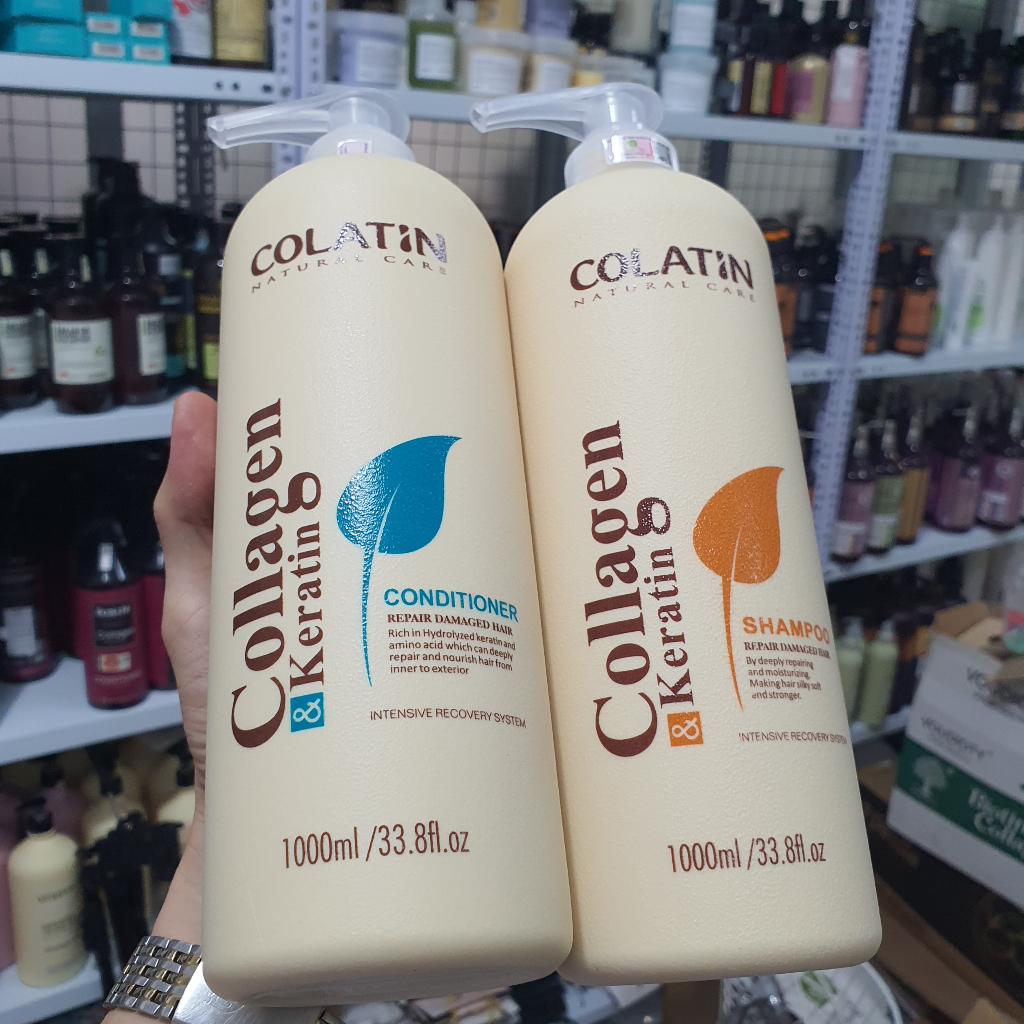 COLATIN
NATURAL CARE
Collagen
& Keratin
CONDITIONER
REPAIR DAMAGED HAIR
Rich in Hydrolyzed keratin and
amino acid which can deeply
repair and nourish hair from
inner to exterior
INTENSIVE RECOVERY SYSTEM
1000ml /33.8fl.oz
COLATIN
NATURAL CARE
Collagen
& Keratin
SHAMPOO
REPAIR DAMAGED HAIR
By deeply repairing
and moisturizing.
Making hair silky soft
and stronger.
INTENSIVE RECOVERY SYSTEM
1000ml /33.8fl.oz